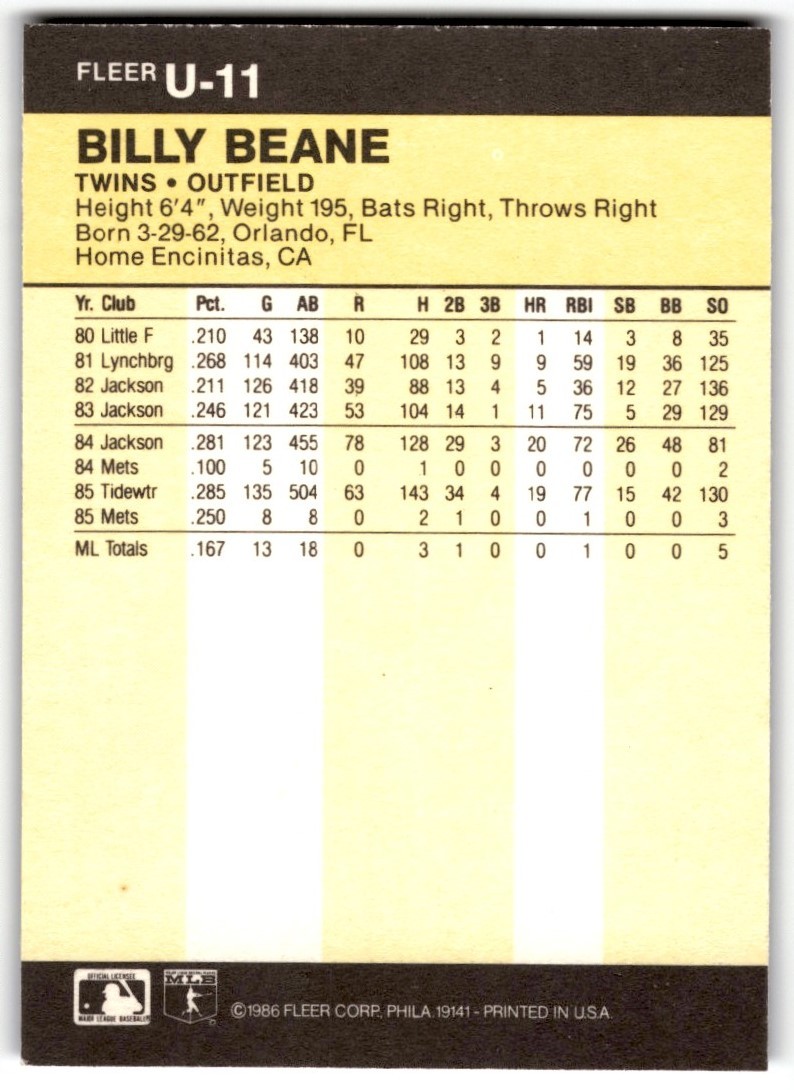 FLEER U-11
BILLY BEANE
TWINS • OUTFIELD
Height 6'4", Weight 195, Bats Right, Throws Right
Born 3-29-62, Orlando, FL
Home Encinitas, CA
Yr. Club Pct. G AB R H 2B 3B HR RBI SB BB SO
80 Little F .210 43 138 10 29 3 2 1 14 3 8 35
81 Lynchbrg .268 114 403 47 108 13 9 9 59 19 36 125
82 Jackson .211 126 418 39 88 13 4 5 36 12 27 136
83 Jackson .246 121 423 53 104 14 1 11 75 5 29 129
84 Jackson .281 123 455 78 128 29 3 20 72 26 48 81
84 Mets .100 5 10 0 1 0 0 0 0 0 0 2
85 Tidewtr .285 135 504 63 143 34 4 19 77 15 42 130
85 Mets .250 8 8 0 2 1 0 0 1 0 0 3
ML Totals .167 13 18 0 3 1 0 0 1 0 0 5
OFFICIAL LICENSEE
MAJOR LEAGUE BASEBALL
MLB
©1986 FLEER CORP., PHILA. 19141 - PRINTED IN U.S.A.